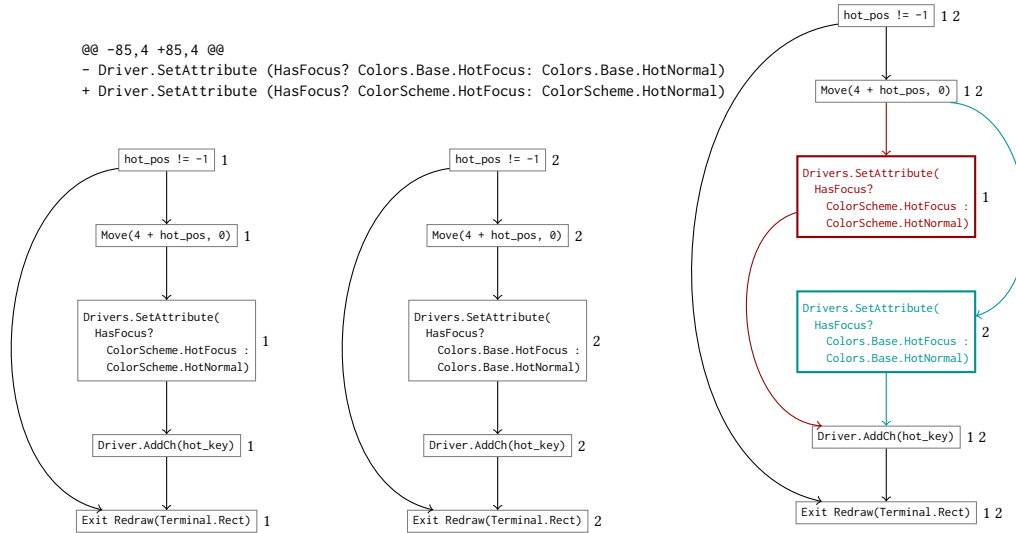 @@ -85,4 +85,4 @@
- Driver.SetAttribute (HasFocus? Colors.Base.HotFocus: Colors.Base.HotNormal)
+ Driver.SetAttribute (HasFocus? ColorScheme.HotFocus: ColorScheme.HotNormal)
hot_pos != -1 1
Move(4 + hot_pos, 0) 1
Drivers.SetAttribute(
HasFocus?
ColorScheme.HotFocus :
ColorScheme.HotNormal)
1
Driver.AddCh(hot_key) 1
Exit Redraw(Terminal.Rect) 1
hot_pos != -1 2
Move(4 + hot_pos, 0) 2
Drivers.SetAttribute(
HasFocus?
Colors.Base.HotFocus :
Colors.Base.HotNormal)
2
Driver.AddCh(hot_key) 2
Exit Redraw(Terminal.Rect) 2
hot_pos != -1 1 2
Move(4 + hot_pos, 0) 1 2
Drivers.SetAttribute(
HasFocus?
ColorScheme.HotFocus :
ColorScheme.HotNormal)
1
Drivers.SetAttribute(
HasFocus?
Colors.Base.HotFocus :
Colors.Base.HotNormal)
2
Driver.AddCh(hot_key) 1 2
Exit Redraw(Terminal.Rect) 1 2